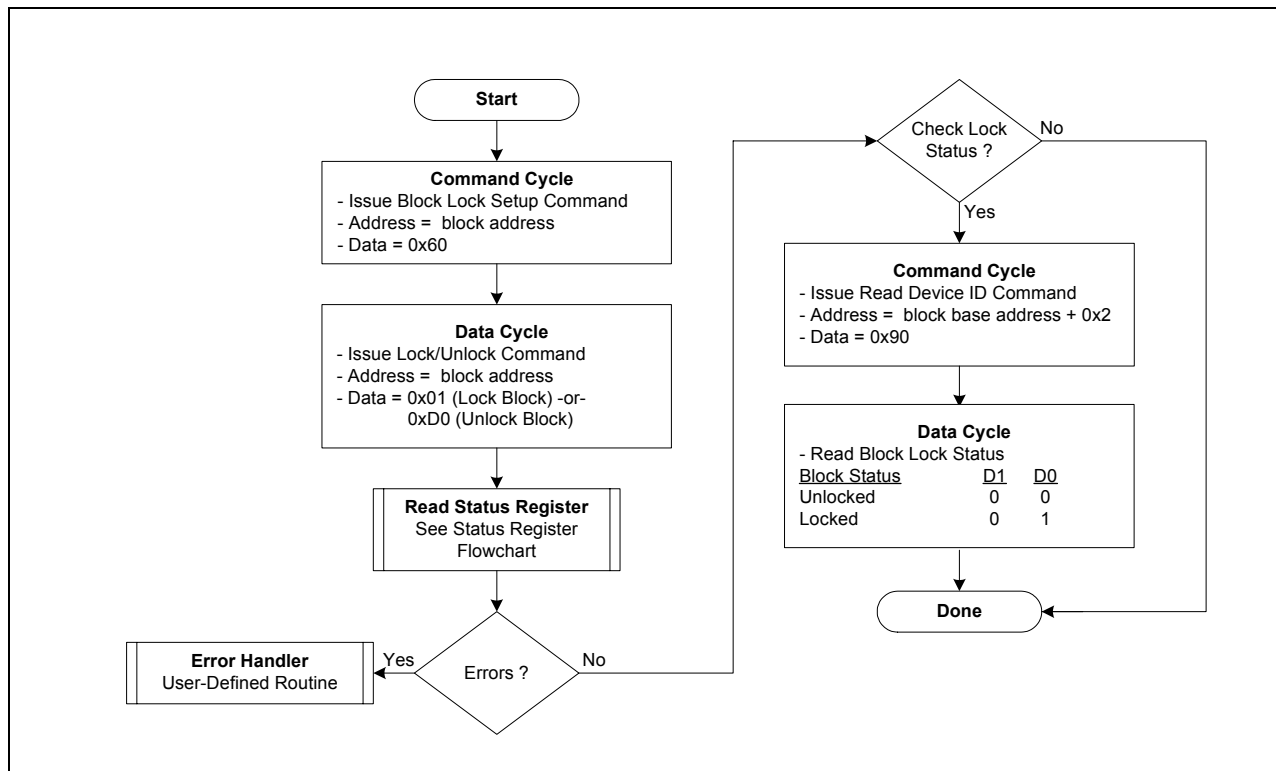 Start
Command Cycle
- Issue Block Lock Setup Command
- Address = block address
- Data = 0x60
Data Cycle
- Issue Lock/Unlock Command
- Address = block address
- Data = 0x01 (Lock Block) -or-
0xD0 (Unlock Block)
Read Status Register
See Status Register
Flowchart
Errors ?
Yes
No
Error Handler
User-Defined Routine
Check Lock
Status ?
No
Yes
Command Cycle
- Issue Read Device ID Command
- Address = block base address + 0x2
- Data = 0x90
Data Cycle
- Read Block Lock Status
Block Status D1 D0
Unlocked 0 0
Locked 0 1
Done